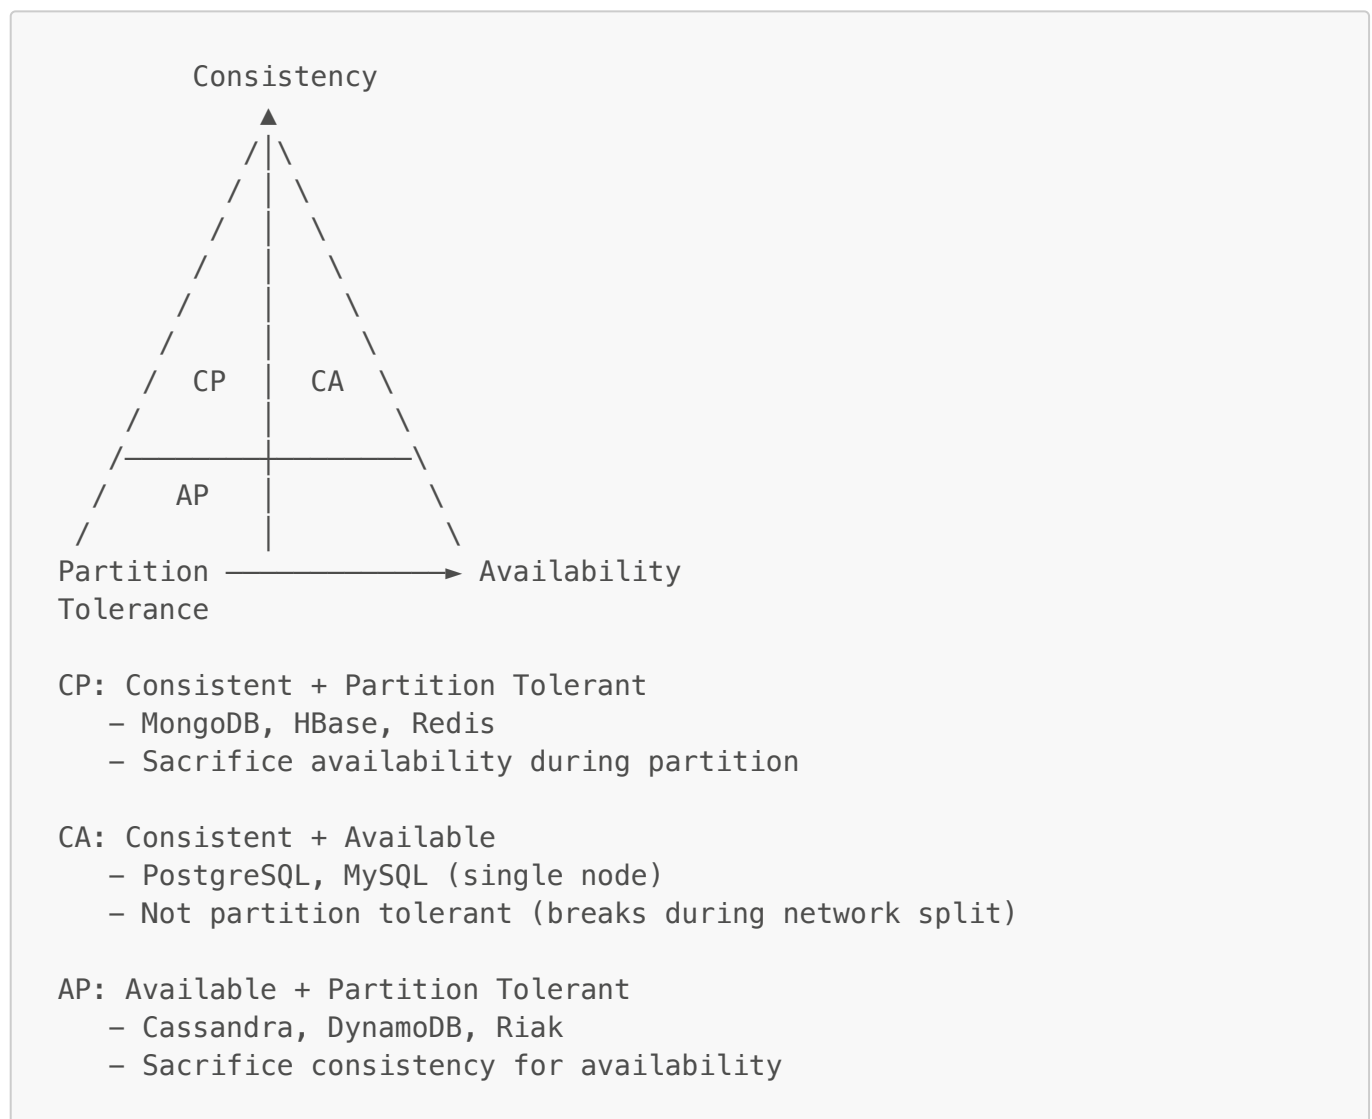 Consistency
CP CA
AP
Partition Availability
Tolerance
CP: Consistent + Partition Tolerant
– MongoDB, HBase, Redis
– Sacrifice availability during partition
CA: Consistent + Available
– PostgreSQL, MySQL (single node)
– Not partition tolerant (breaks during network split)
AP: Available + Partition Tolerant
– Cassandra, DynamoDB, Riak
– Sacrifice consistency for availability